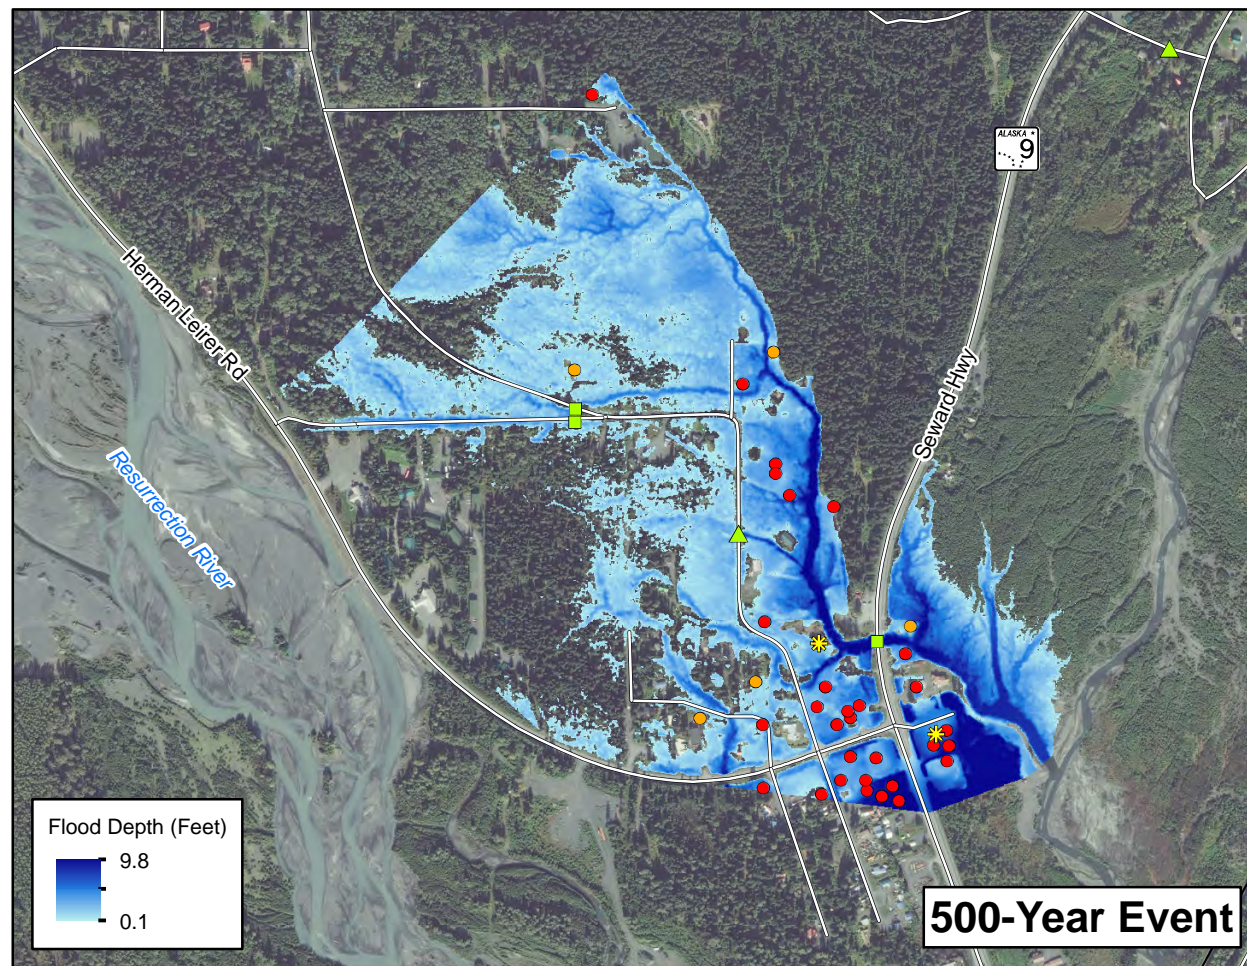 ALASKA
9
Herman Leirer Rd
Seward Hwy
Resurrection River
Flood Depth (Feet)
9.8
0.1
500-Year Event